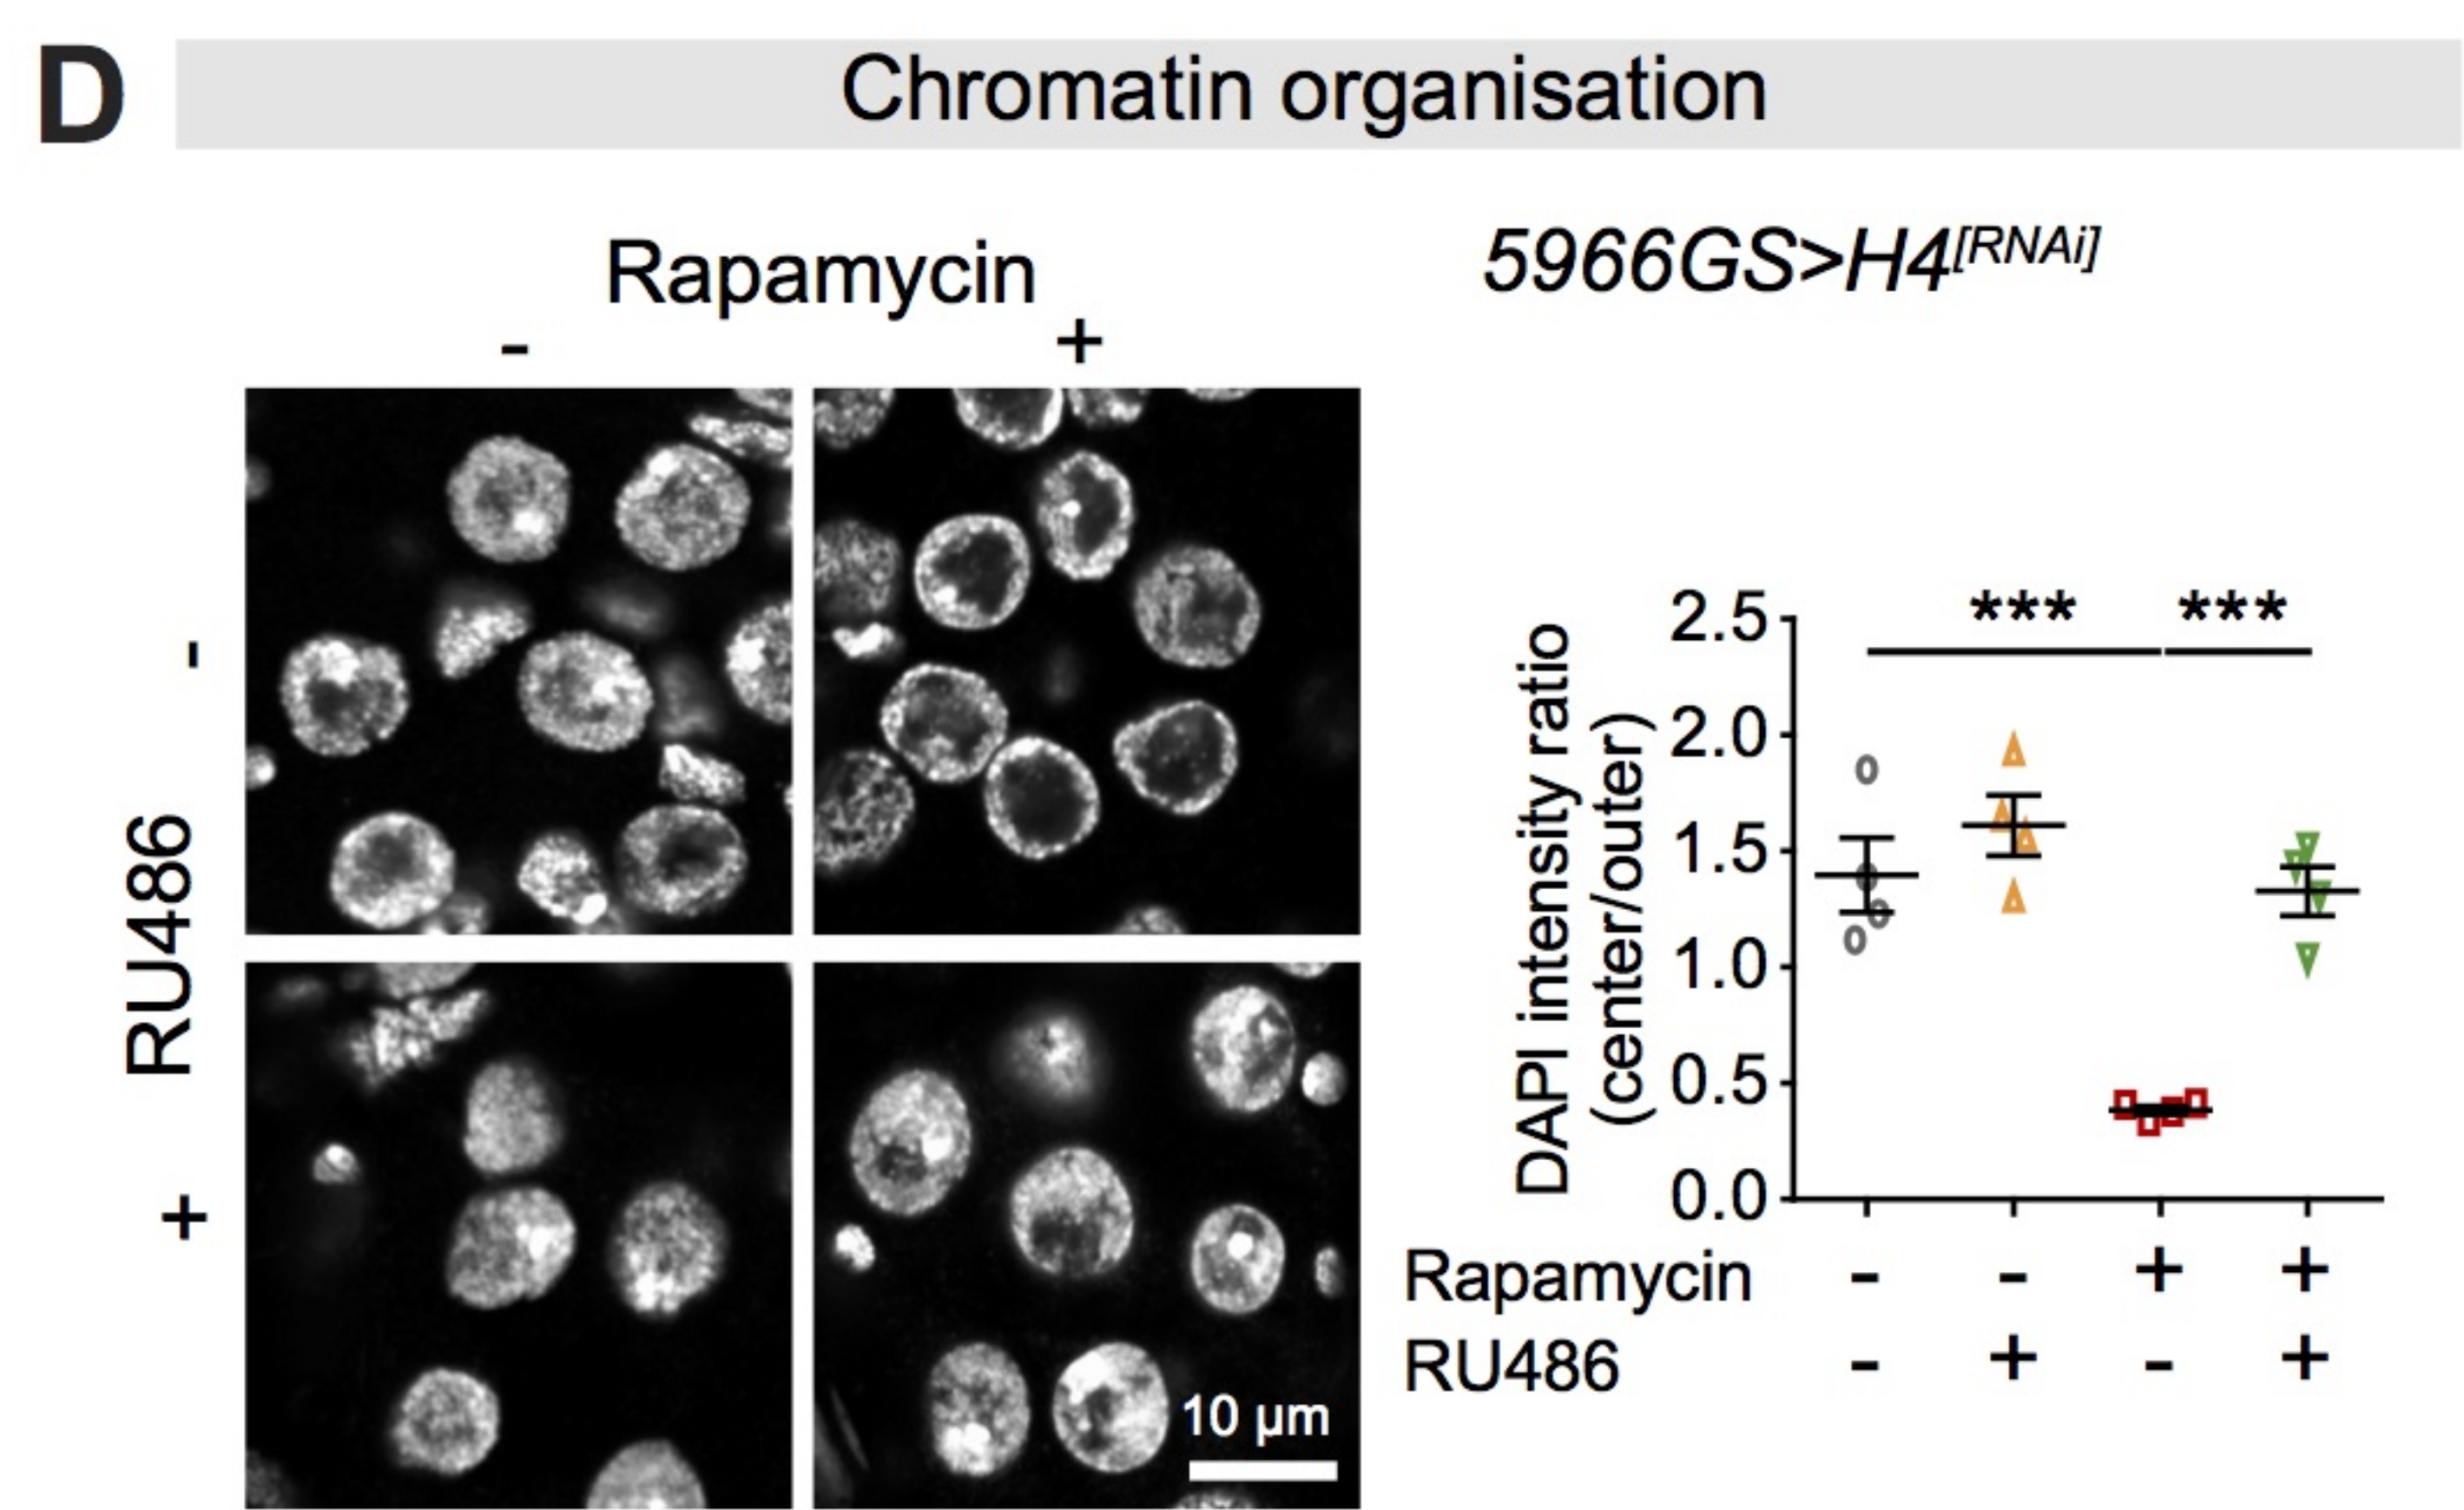 D
Chromatin organisation
Rapamycin
- +
RU486
-
+
10 µm
5966GS>H4[RNAi]
DAPI intensity ratio
(center/outer)
2.5
2.0
1.5
1.0
0.5
0.0
*** ***
Rapamycin - - + +
RU486 - + - +